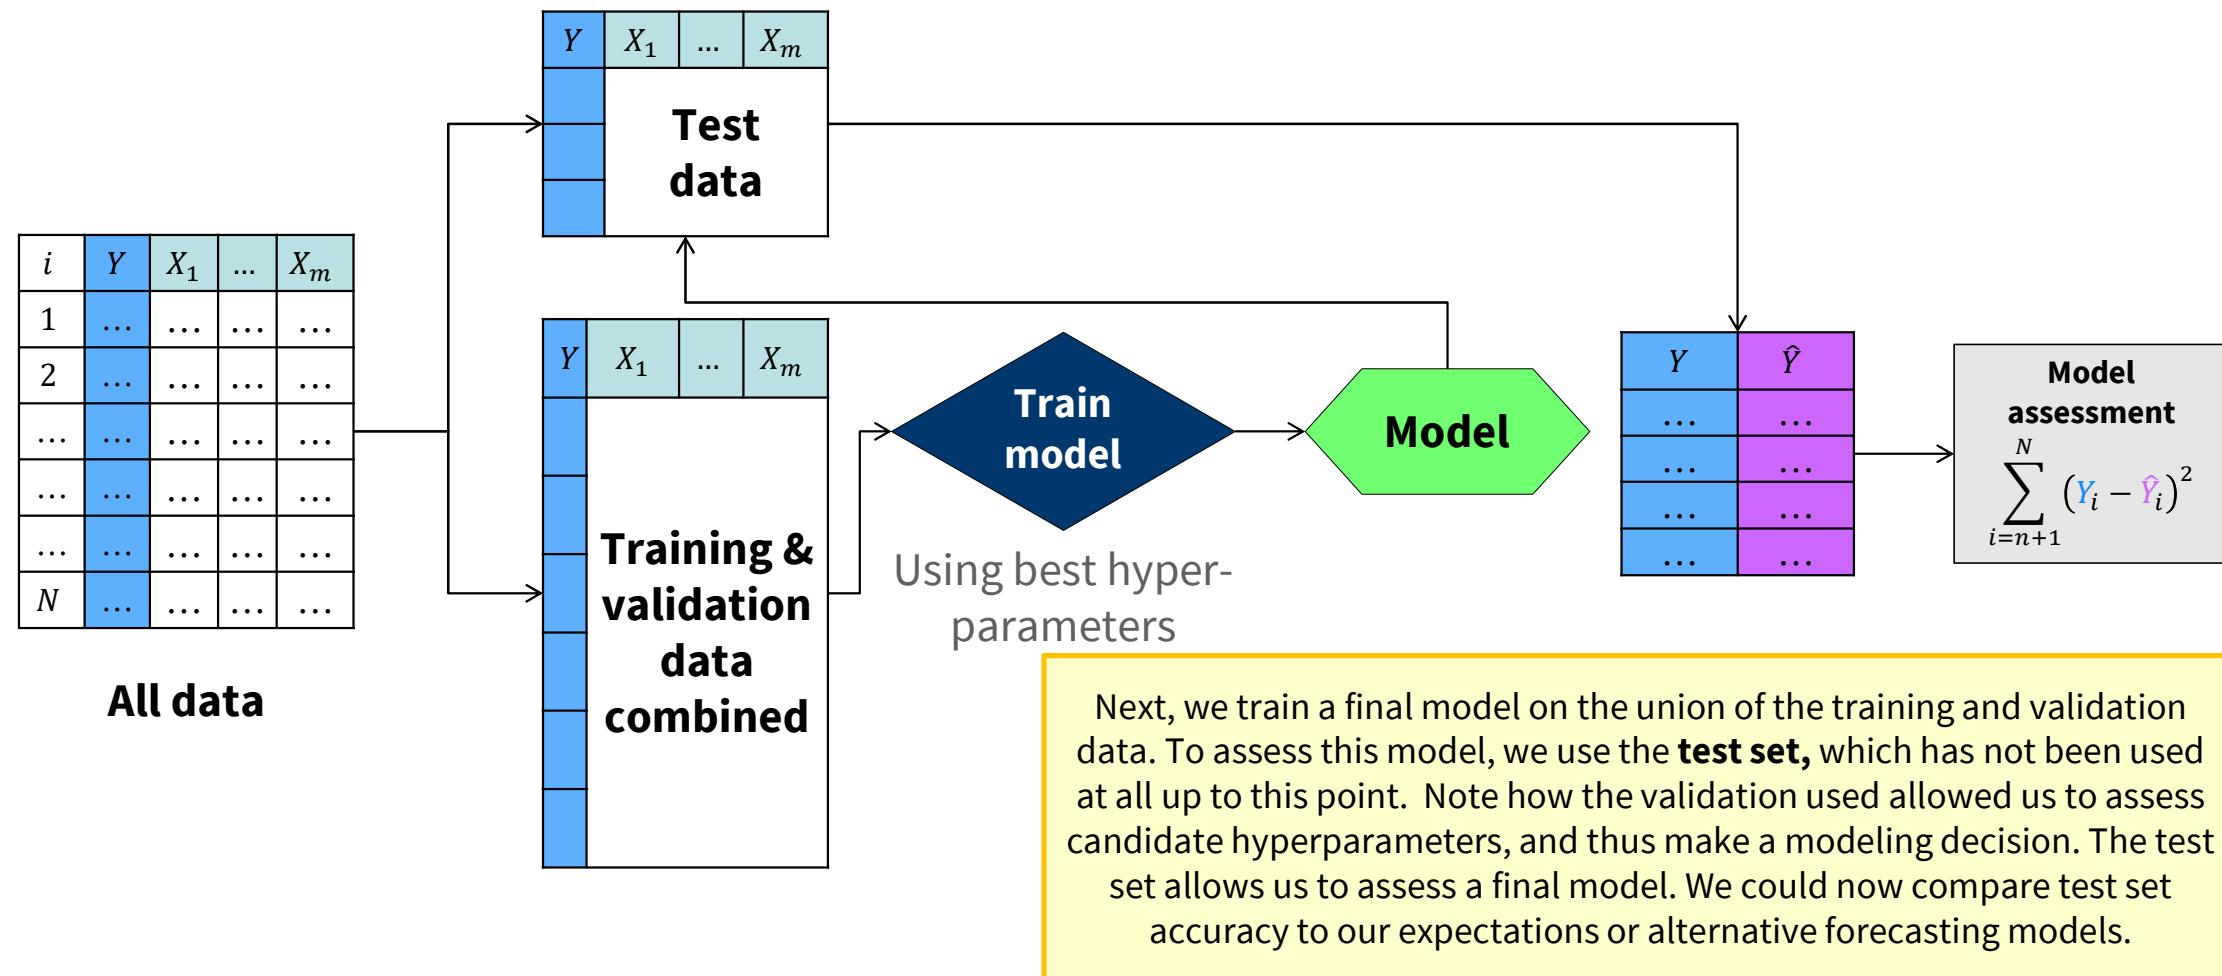 Y X₁ ... Xₘ
Test
data
i Y X₁ ... Xₘ
1 ... ... ... ...
2 ... ... ... ...
... ... ... ... ...
... ... ... ... ...
... ... ... ... ...
N ... ... ... ...
All data
Y X₁ ... Xₘ
Training &
validation
data
combined
Train
model
Using best hyper-
parameters
Model
Y Ŷ
... ...
... ...
... ...
... ...
Model
assessment
N
∑ (Yᵢ − Ŷᵢ)²
i=n+1
Next, we train a final model on the union of the training and validation
data. To assess this model, we use the test set, which has not been used
at all up to this point. Note how the validation used allowed us to assess
candidate hyperparameters, and thus make a modeling decision. The test
set allows us to assess a final model. We could now compare test set
accuracy to our expectations or alternative forecasting models.